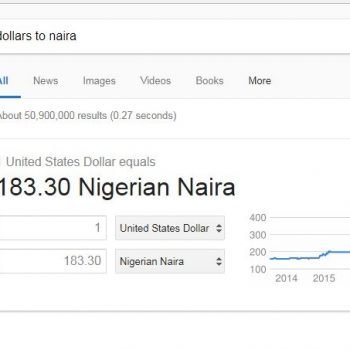 dollars to naira
All News Images Videos Books More
About 50,900,000 results (0.27 seconds)
United States Dollar equals
183.30 Nigerian Naira
1 United States Dollar
183.30 Nigerian Naira
400
300
200
100
2014 2015